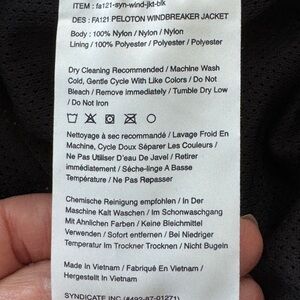 ITEM : fa121-syn-wind-jkt-blk
DES : FA121 PELOTON WINDBREAKER JACKET
Body : 100% Nylon / Nylon / Nylon
Lining / 100% Polyester / Polyester / Polyester
Dry Cleaning Recommended / Machine Wash
Cold, Gentle Cycle With Like Colors / Do Not
Bleach / Remove immediately / Tumble Dry Low
/ Do Not Iron
Nettoyage à sec recommandé / Lavage Froid En
Machine, Cycle Doux Séparer Les Couleurs /
Ne Pas Utiliser D'eau De Javel / Retirer
immédiatement / Sèche-linge A Basse
Température / Ne Pas Repasser
Chemische Reinigung empfohlen / In Der
Maschine Kalt Waschen / Im Schonwaschgang
Mit Ähnlichen Farben / Keine Bleichmittel
Verwenden / Sofort entfernen / Bei Niedriger
Temperatur Im Trockner Trocknen / Nicht Bugeln
Made In Vietnam / Fabriqué En Vietnam /
Hergestellt In Vietnam
SYNDICATE INC (#492-87-01271)